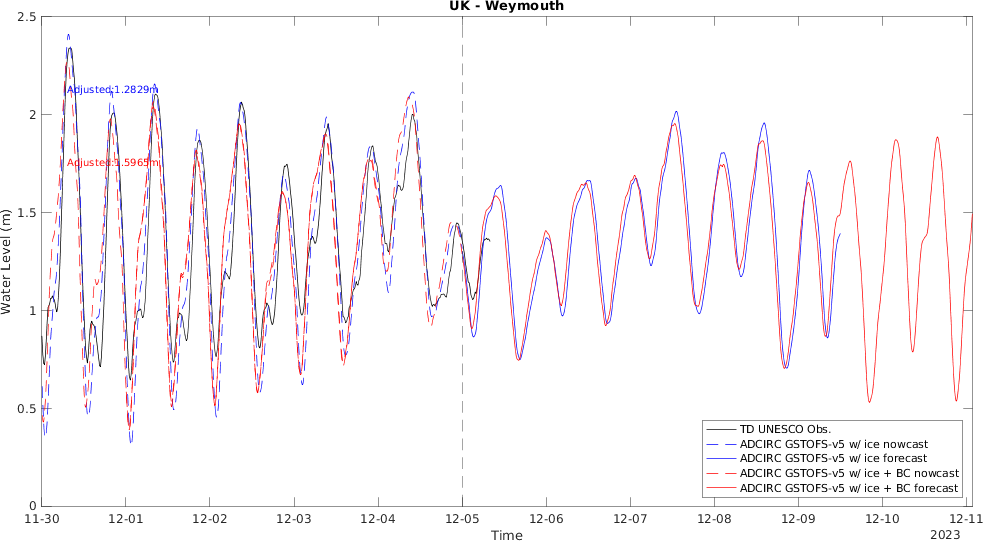 UK - Weymouth
2.5
2
1.5
1
0.5
0
Water Level (m)
Adjusted:1.2829m
Adjusted:1.5965m
TD UNESCO Obs.
ADCIRC GSTOFS-v5 w/ ice nowcast
ADCIRC GSTOFS-v5 w/ ice forecast
ADCIRC GSTOFS-v5 w/ ice + BC nowcast
ADCIRC GSTOFS-v5 w/ ice + BC forecast
11-30 12-01 12-02 12-03 12-04 12-05 12-06 12-07 12-08 12-09 12-10 12-11
Time
2023